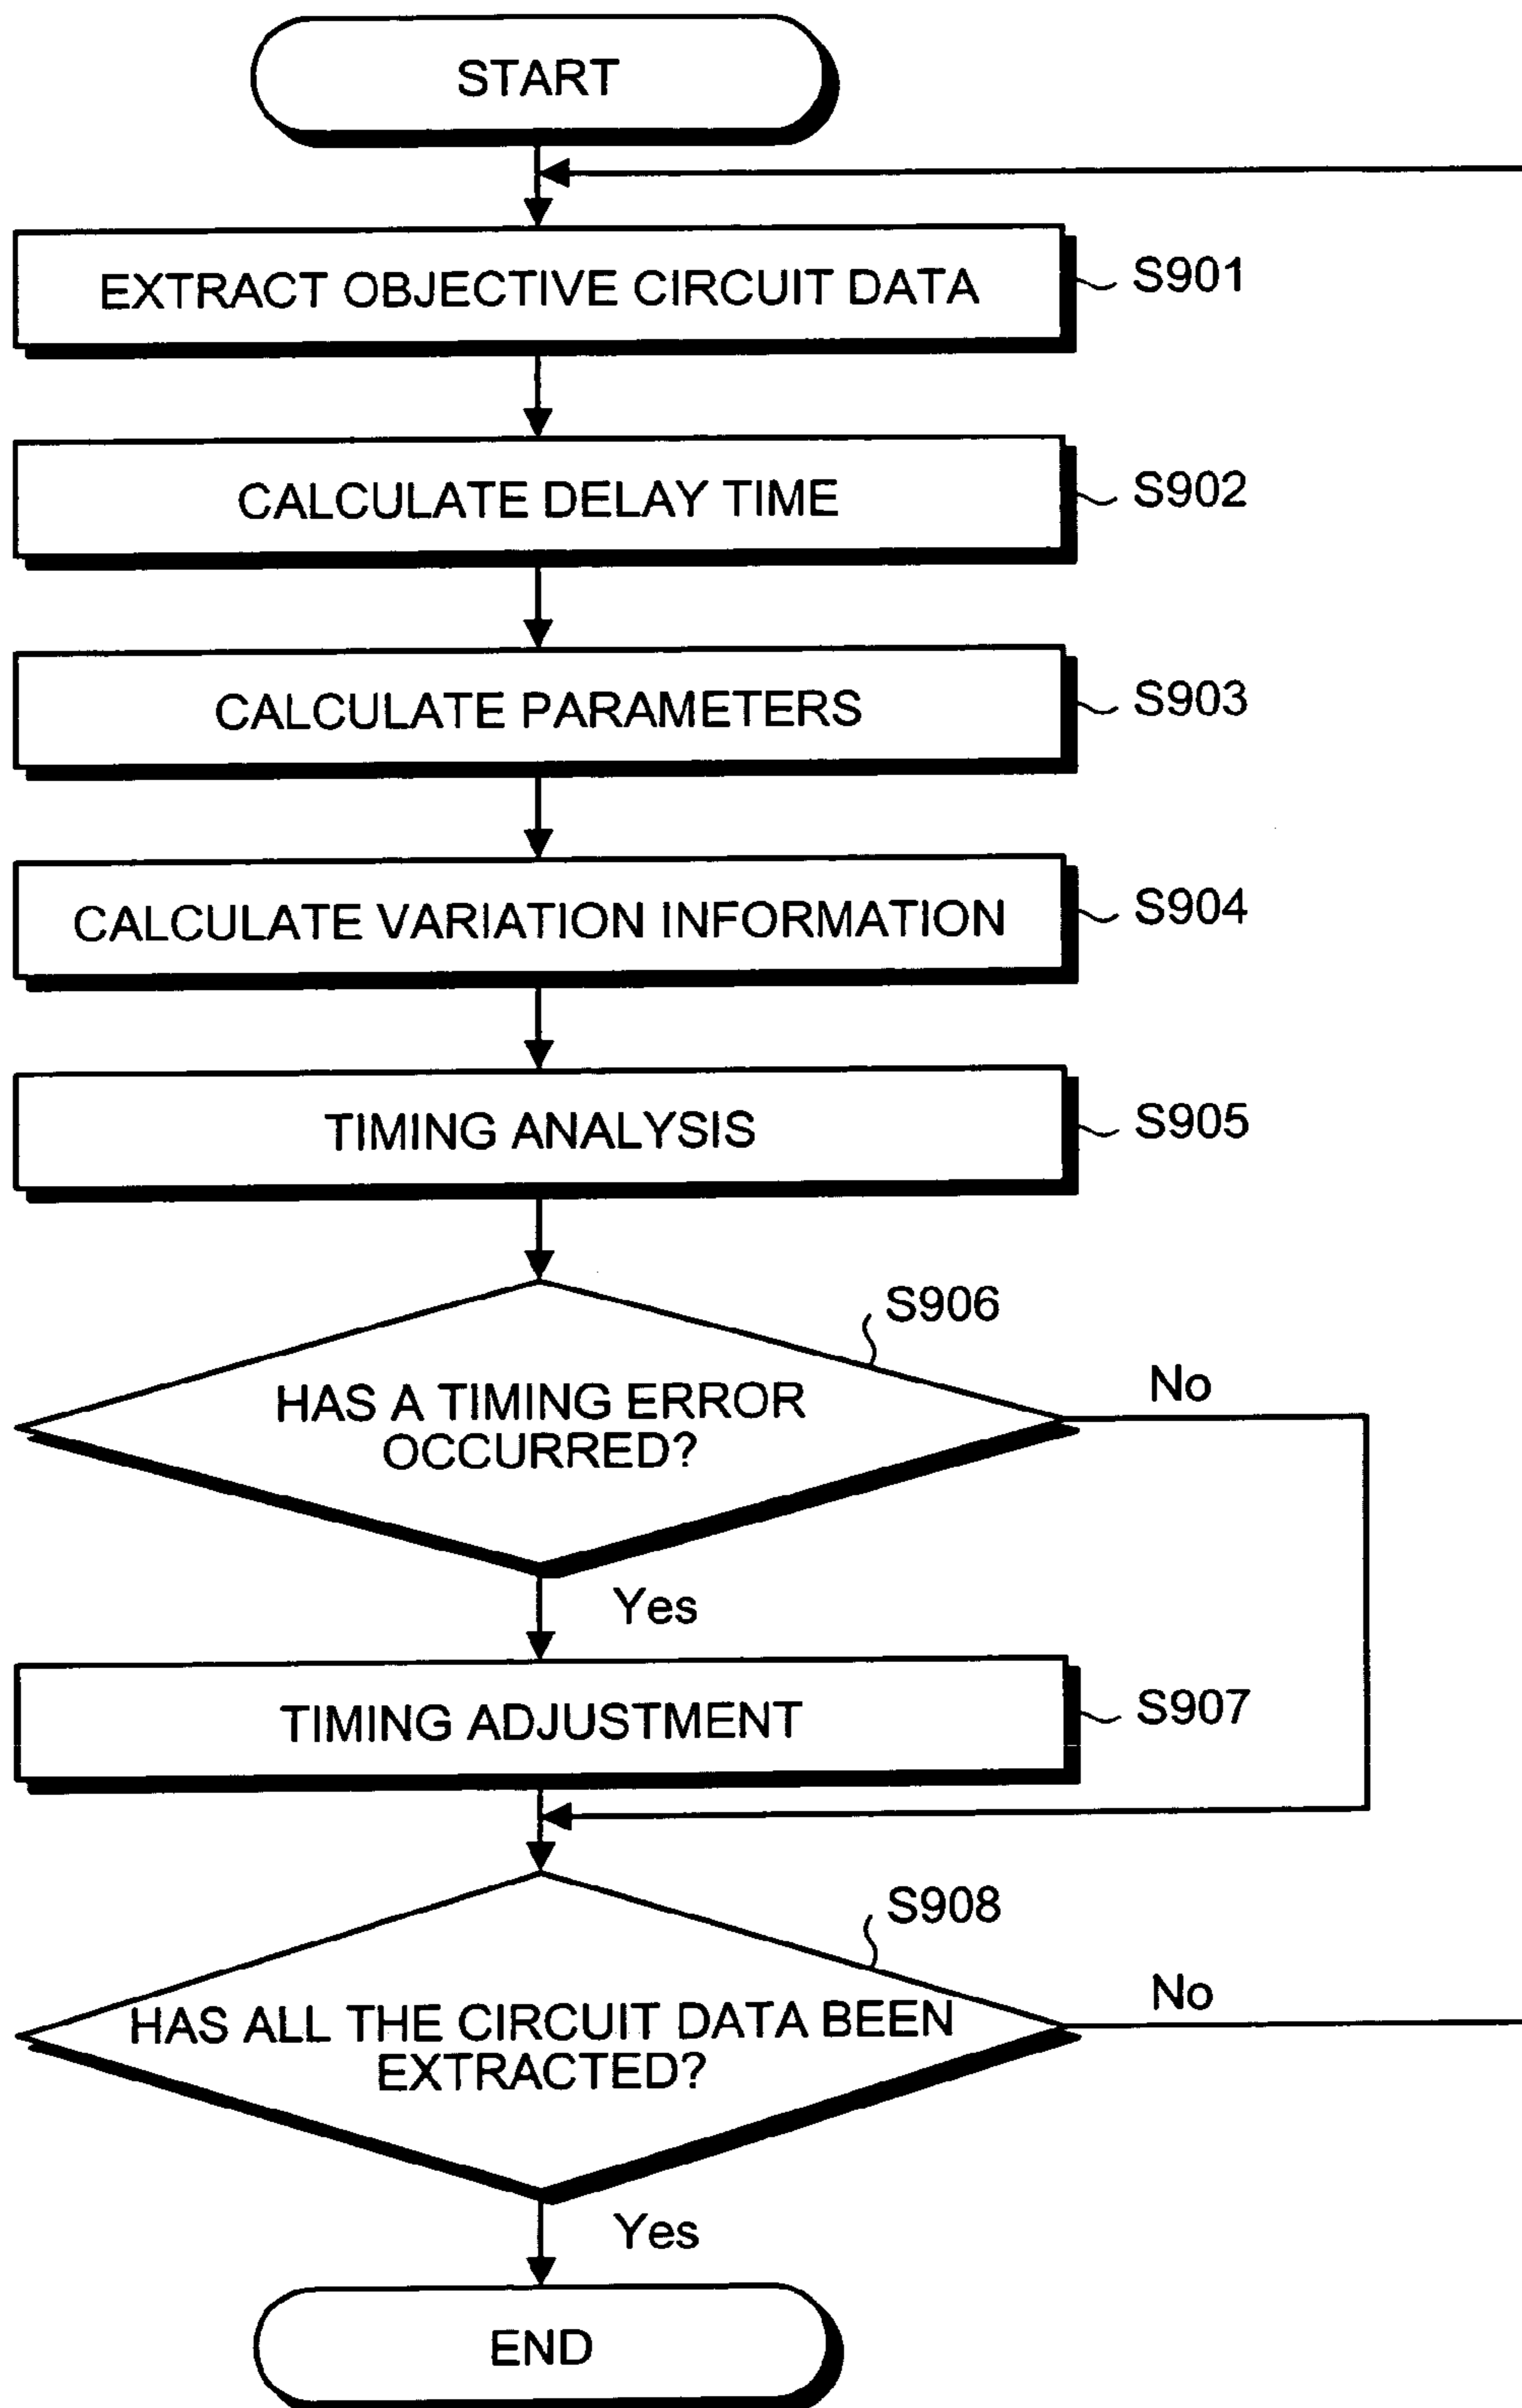 START
EXTRACT OBJECTIVE CIRCUIT DATA
S901
CALCULATE DELAY TIME
S902
CALCULATE PARAMETERS
S903
CALCULATE VARIATION INFORMATION
S904
TIMING ANALYSIS
S905
S906
HAS A TIMING ERROR
OCCURRED?
No
Yes
TIMING ADJUSTMENT
S907
S908
HAS ALL THE CIRCUIT DATA BEEN
EXTRACTED?
No
Yes
END